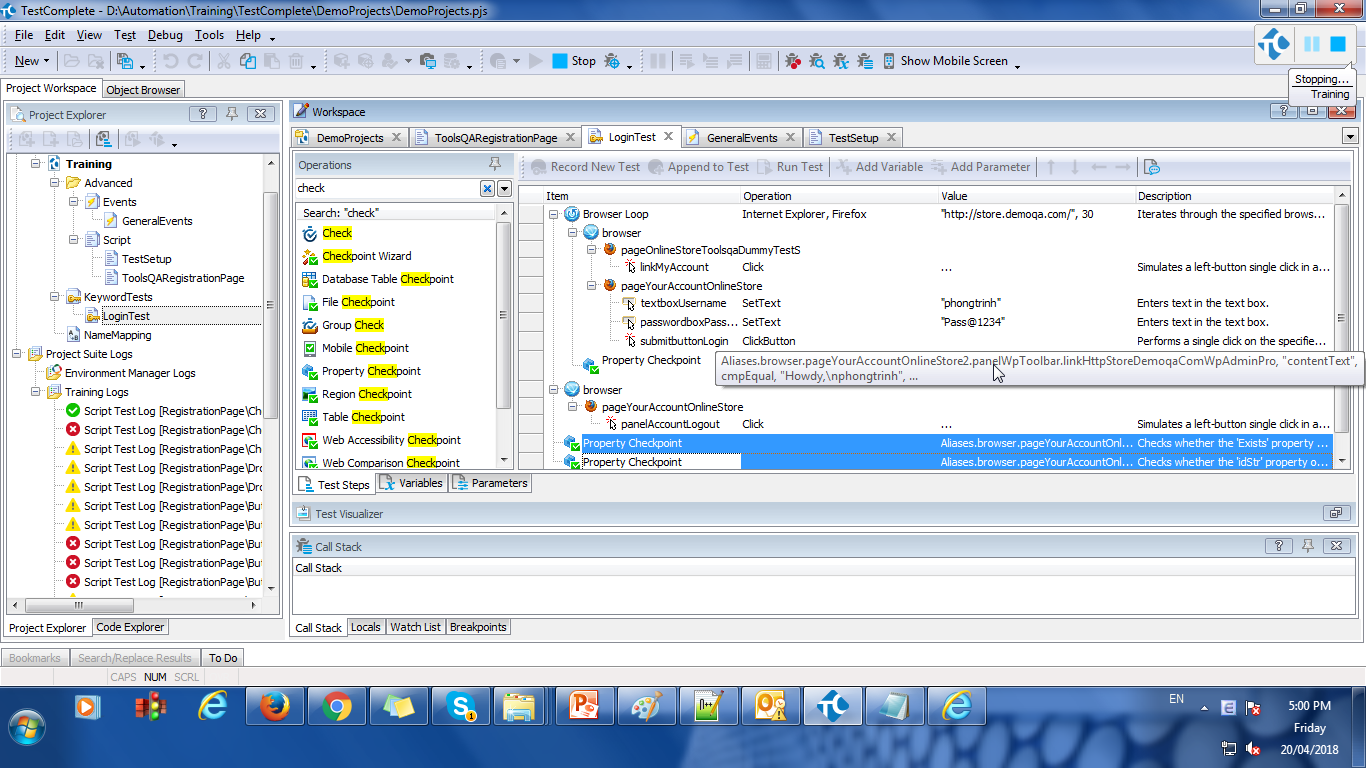 TestComplete - D:\Automation\Training\TestComplete\DemoProjects\DemoProjects.pjs
File Edit View Test Debug Tools Help
New Stop Show Mobile Screen
Stopping...
Training
Project Workspace Object Browser
Project Explorer
Training
Advanced
Events
GeneralEvents
Script
TestSetup
ToolsQARegistrationPage
KeywordTests
LoginTest
NameMapping
Project Suite Logs
Environment Manager Logs
Training Logs
Script Test Log [RegistrationPage\Ch
Script Test Log [RegistrationPage\Ch
Script Test Log [RegistrationPage\Ch
Script Test Log [RegistrationPage\Dro
Script Test Log [RegistrationPage\Dro
Script Test Log [RegistrationPage\But
Script Test Log [RegistrationPage\But
Script Test Log [RegistrationPage\But
Script Test Log [RegistrationPage\But
Script Test Log [RegistrationPage\But
Project Explorer Code Explorer
Workspace
DemoProjects ToolsQARegistrationPage LoginTest GeneralEvents TestSetup
Operations
check
Search: "check"
Check
Checkpoint Wizard
Database Table Checkpoint
File Checkpoint
Group Check
Mobile Checkpoint
Property Checkpoint
Region Checkpoint
Table Checkpoint
Web Accessibility Checkpoint
Web Comparison Checkpoint
Record New Test Append to Test Run Test Add Variable Add Parameter
Item Operation Value Description
Browser Loop Internet Explorer, Firefox "http://store.demoqa.com/", 30 Iterates through the specified brows...
browser
pageOnlineStoreToolsqaDummyTestS
linkMyAccount Click ... Simulates a left-button single click in a...
pageYourAccountOnlineStore
textboxUsername SetText "phongtrinh" Enters text in the text box.
passwordboxPass... SetText "Pass@1234" Enters text in the text box.
submitbuttonLogin ClickButton Performs a single click on the specifie...
Property Checkpoint
Aliases.browser.pageYourAccountOnlineStore2.panelWpToolbar.linkHttpStoreDemoqaComWpAdminPro, "contentText",
cmpEqual, "Howdy,\nphongtrinh", ...
browser
pageYourAccountOnlineStore
panelAccountLogout Click ... Simulates a left-button single click in a...
Property Checkpoint Aliases.browser.pageYourAccountOnl... Checks whether the 'Exists' property ...
Property Checkpoint Aliases.browser.pageYourAccountOnl... Checks whether the 'idStr' property o...
Test Steps Variables Parameters
Test Visualizer
Call Stack
Call Stack
Call Stack Locals Watch List Breakpoints
Bookmarks Search/Replace Results To Do
CAPS NUM SCRL
EN
5:00 PM
Friday
20/04/2018